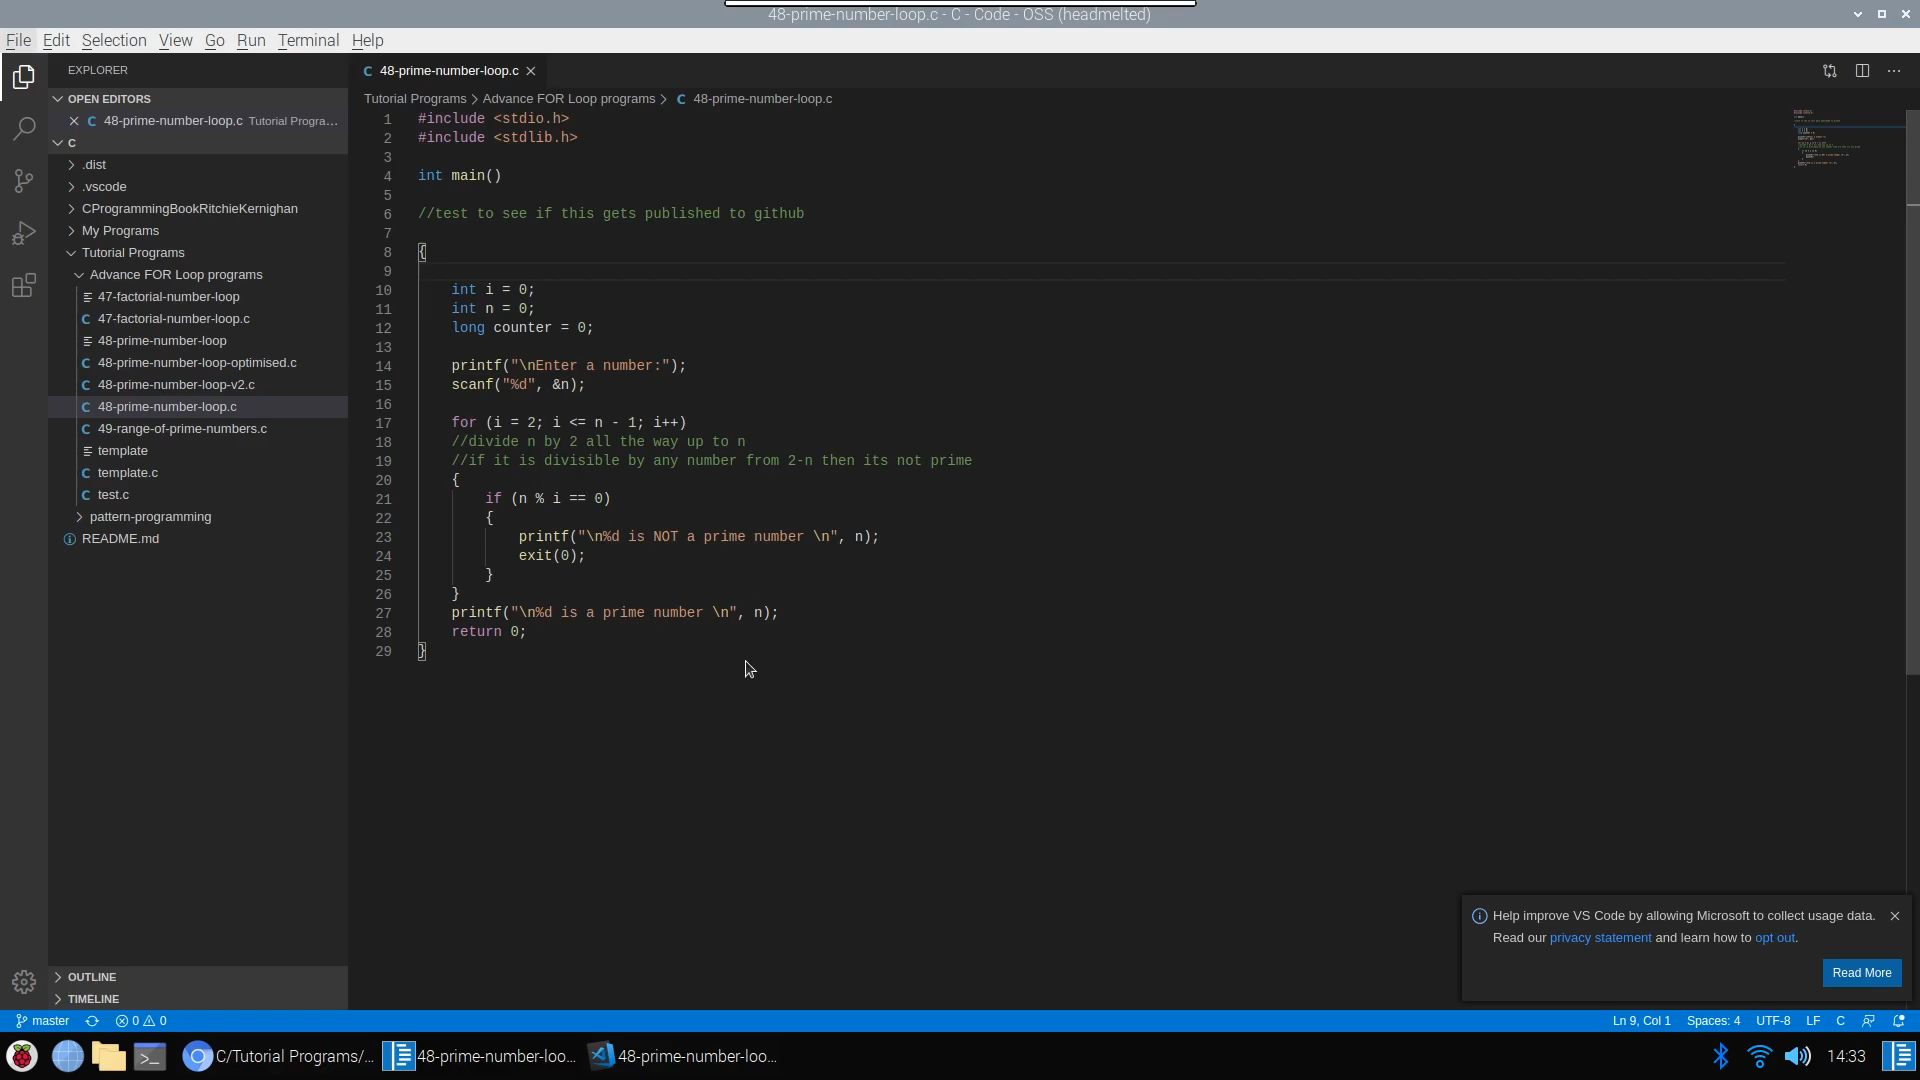 48-prime-number-loop.c - C - Code - OSS (headmelted)
File Edit Selection View Go Run Terminal Help
EXPLORER
OPEN EDITORS
48-prime-number-loop.c Tutorial Progra...
C
.dist
.vscode
CProgrammingBookRitchieKernighan
My Programs
Tutorial Programs
Advance FOR Loop programs
47-factorial-number-loop
47-factorial-number-loop.c
48-prime-number-loop
48-prime-number-loop-optimised.c
48-prime-number-loop-v2.c
48-prime-number-loop.c
49-range-of-prime-numbers.c
template
template.c
test.c
pattern-programming
README.md
OUTLINE
TIMELINE
48-prime-number-loop.c
Tutorial Programs > Advance FOR Loop programs > C 48-prime-number-loop.c
1 #include <stdio.h>
2 #include <stdlib.h>
3
4 int main()
5
6 //test to see if this gets published to github
7
8 {
9
10 int i = 0;
11 int n = 0;
12 long counter = 0;
13
14 printf("\nEnter a number:");
15 scanf("%d", &n);
16
17 for (i = 2; i <= n - 1; i++)
18 //divide n by 2 all the way up to n
19 //if it is divisible by any number from 2-n then its not prime
20 {
21 if (n % i == 0)
22 {
23 printf("\n%d is NOT a prime number \n", n);
24 exit(0);
25 }
26 }
27 printf("\n%d is a prime number \n", n);
28 return 0;
29 }
Help improve VS Code by allowing Microsoft to collect usage data.
Read our privacy statement and learn how to opt out.
Read More
master 0 0 Ln 9, Col 1 Spaces: 4 UTF-8 LF C
C/Tutorial Programs/... 48-prime-number-loo... 48-prime-number-loo... 14:33